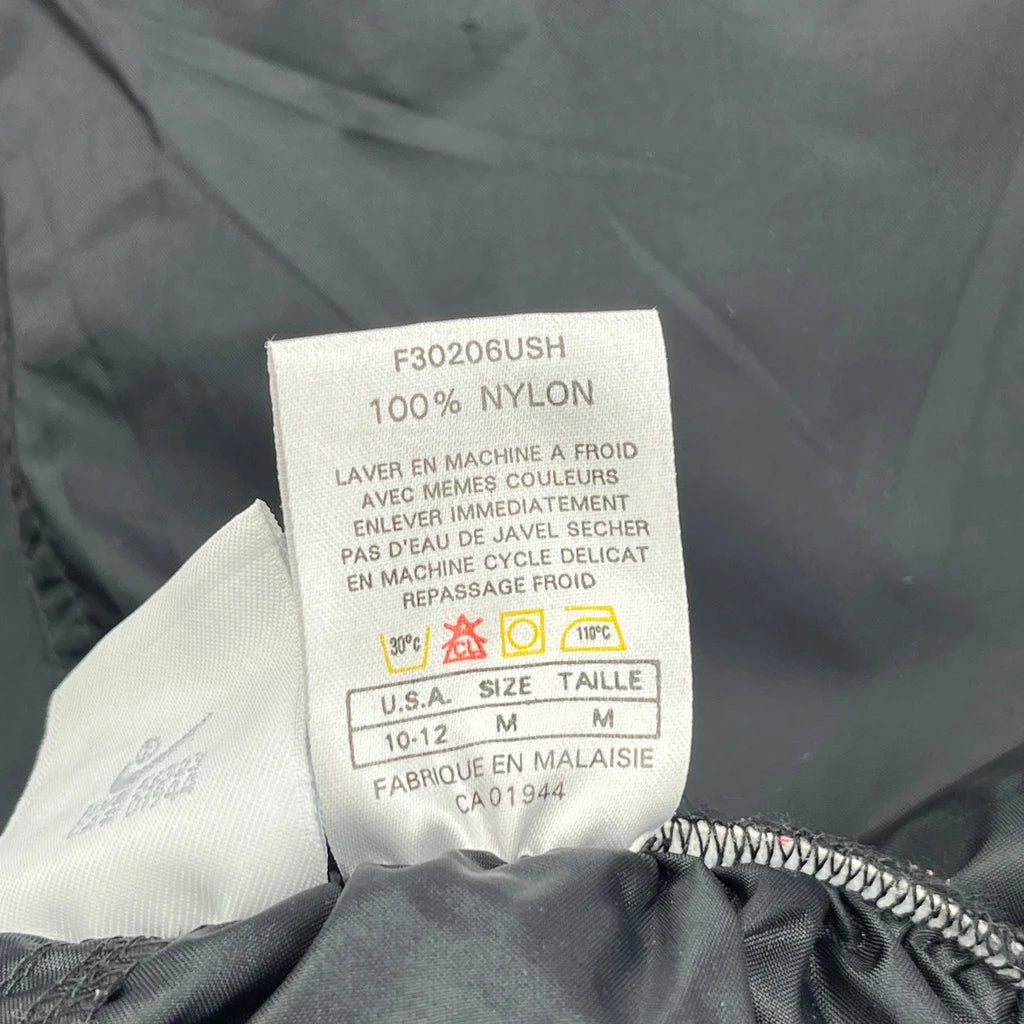 F30206USH
100% NYLON
LAVER EN MACHINE A FROID
AVEC MEMES COULEURS
ENLEVER IMMEDIATEMENT
PAS D'EAU DE JAVEL SECHER
EN MACHINE CYCLE DELICAT
REPASSAGE FROID
30°C CL 110°C
U.S.A. SIZE TAILLE
10-12 M M
FABRIQUE EN MALAISIE
CA01944